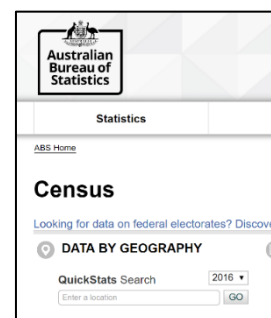 Australian
Bureau of
Statistics
Statistics
ABS Home
Census
Looking for data on federal electorates? Discove
DATA BY GEOGRAPHY
QuickStats Search 2016 ▼
Enter a location GO